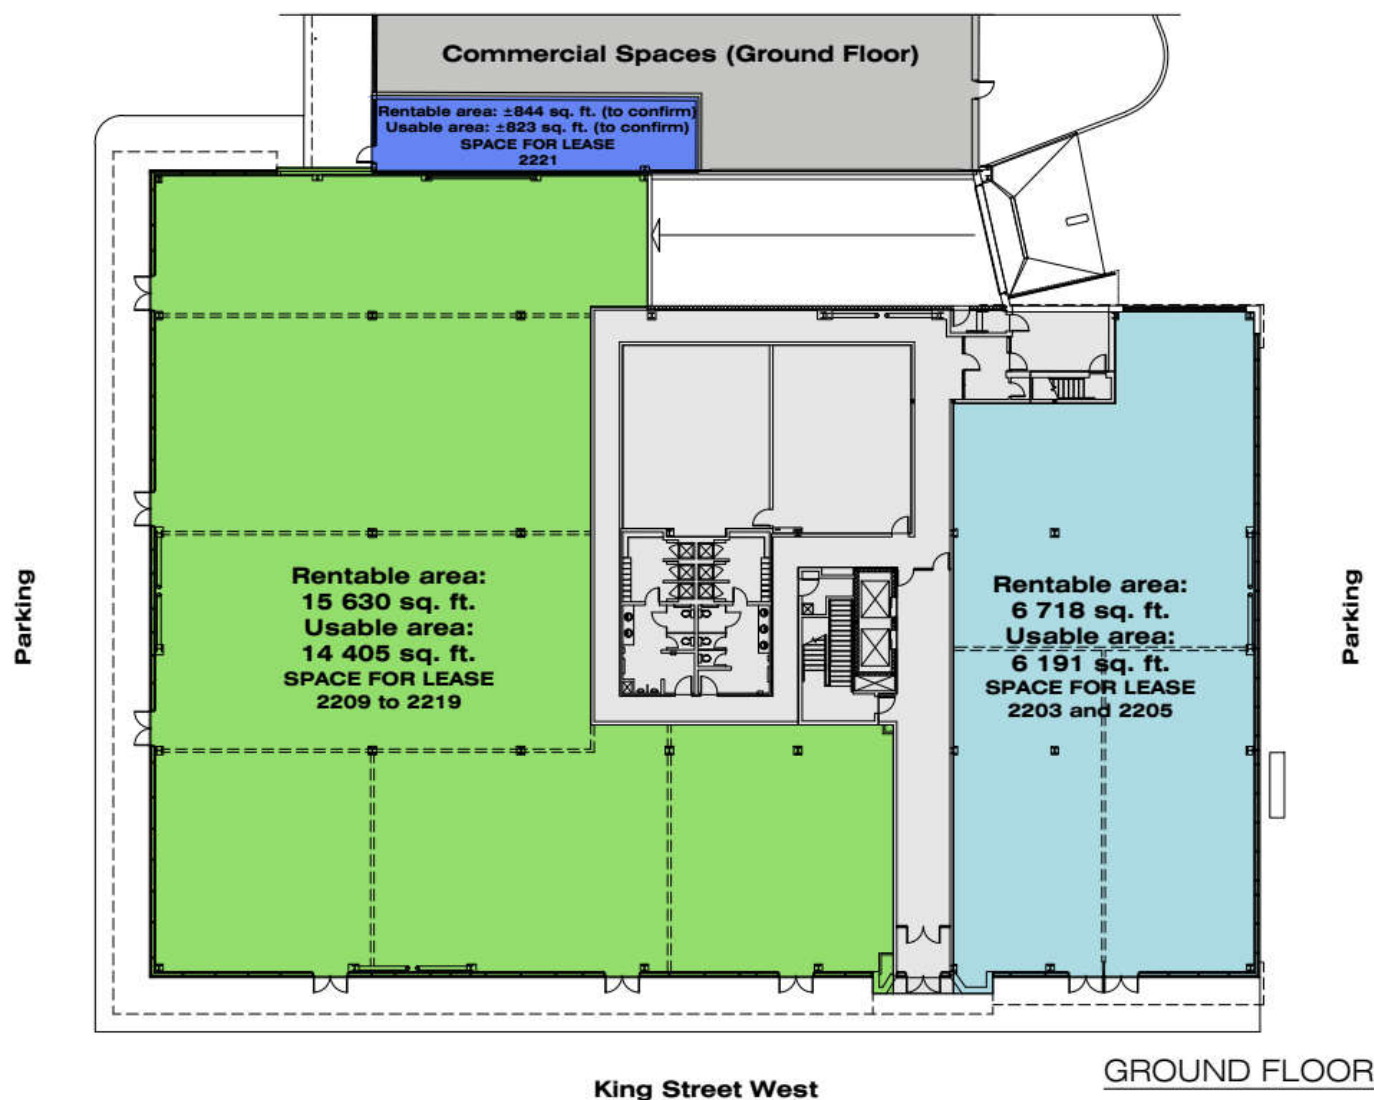 Commercial Spaces (Ground Floor)
Rentable area: ±844 sq. ft. (to confirm)
Usable area: ±823 sq. ft. (to confirm)
SPACE FOR LEASE
2221
Parking
Rentable area:
15 630 sq. ft.
Usable area:
14 405 sq. ft.
SPACE FOR LEASE
2209 to 2219
Rentable area:
6 718 sq. ft.
Usable area:
6 191 sq. ft.
SPACE FOR LEASE
2203 and 2205
Parking
GROUND FLOOR
King Street West